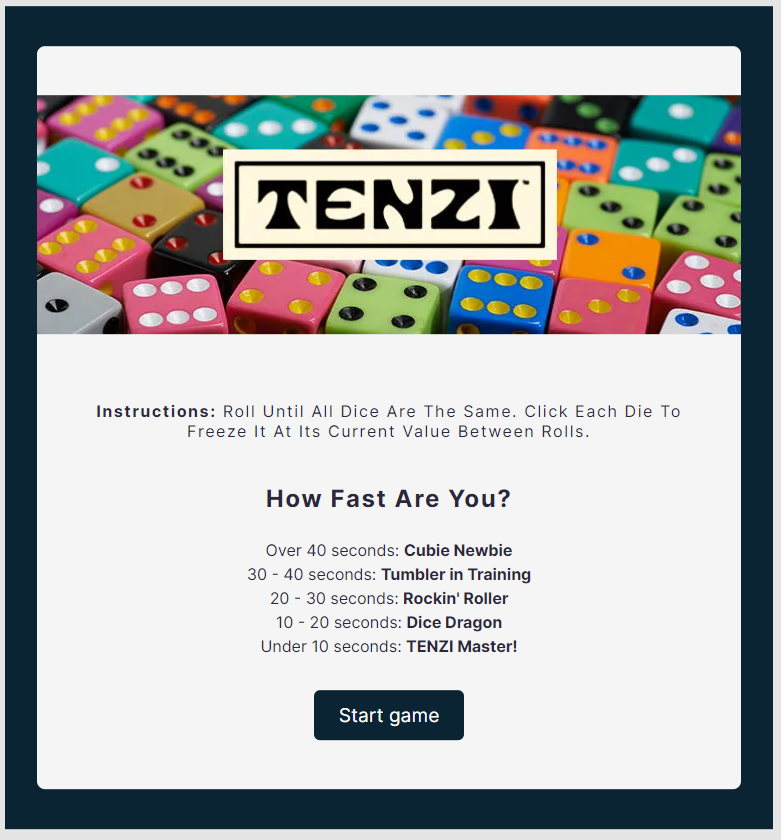 TENZI™
Instructions: Roll Until All Dice Are The Same. Click Each Die To
Freeze It At Its Current Value Between Rolls.
How Fast Are You?
Over 40 seconds: Cubie Newbie
30 - 40 seconds: Tumbler in Training
20 - 30 seconds: Rockin' Roller
10 - 20 seconds: Dice Dragon
Under 10 seconds: TENZI Master!
Start game